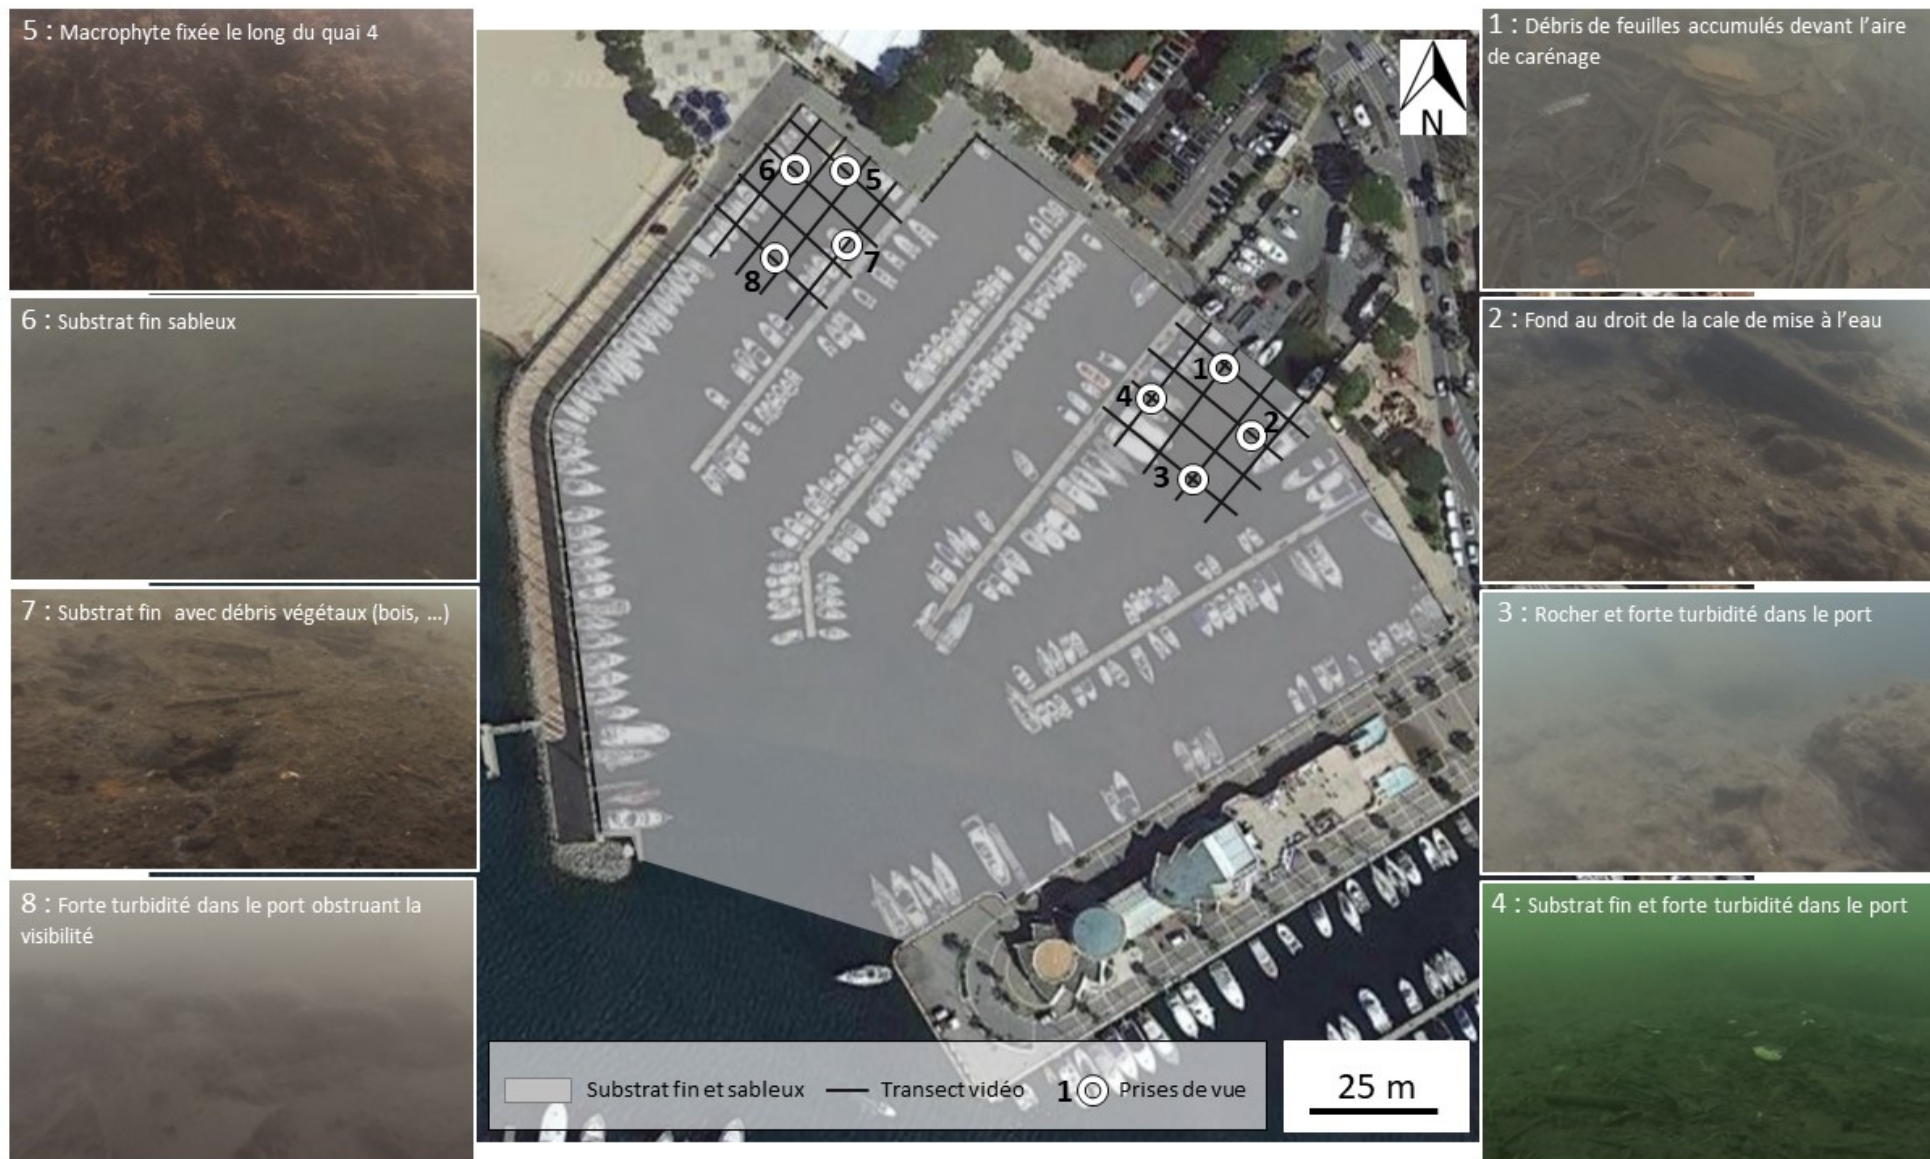 5 : Macrophyte fixée le long du quai 4
6 : Substrat fin sableux
7 : Substrat fin avec débris végétaux (bois, ...)
8 : Forte turbidité dans le port obstruant la
visibilité
N
6
5
8
7
1
4
2
3
Substrat fin et sableux
Transect vidéo
1
Prises de vue
25 m
1 : Débris de feuilles accumulés devant l'aire
de carénage
2 : Fond au droit de la cale de mise à l'eau
3 : Rocher et forte turbidité dans le port
4 : Substrat fin et forte turbidité dans le port